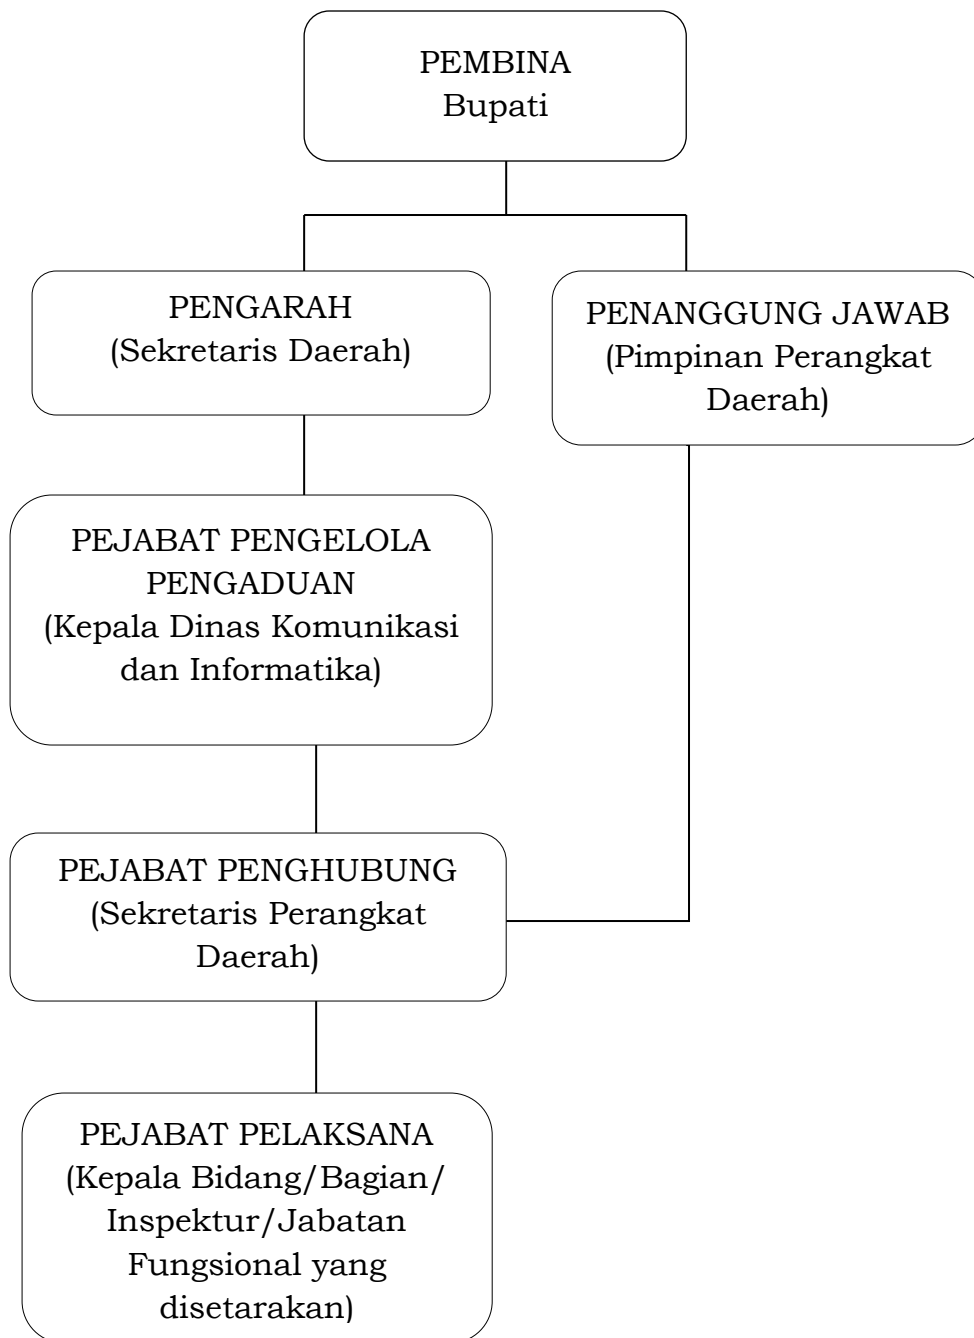 PEMBINA
Bupati
PENGARAH
(Sekretaris Daerah)
PENANGGUNG JAWAB
(Pimpinan Perangkat
Daerah)
PEJABAT PENGELOLA
PENGADUAN
(Kepala Dinas Komunikasi
dan Informatika)
PEJABAT PENGHUBUNG
(Sekretaris Perangkat
Daerah)
PEJABAT PELAKSANA
(Kepala Bidang/Bagian/
Inspektur/Jabatan
Fungsional yang
disetarakan)